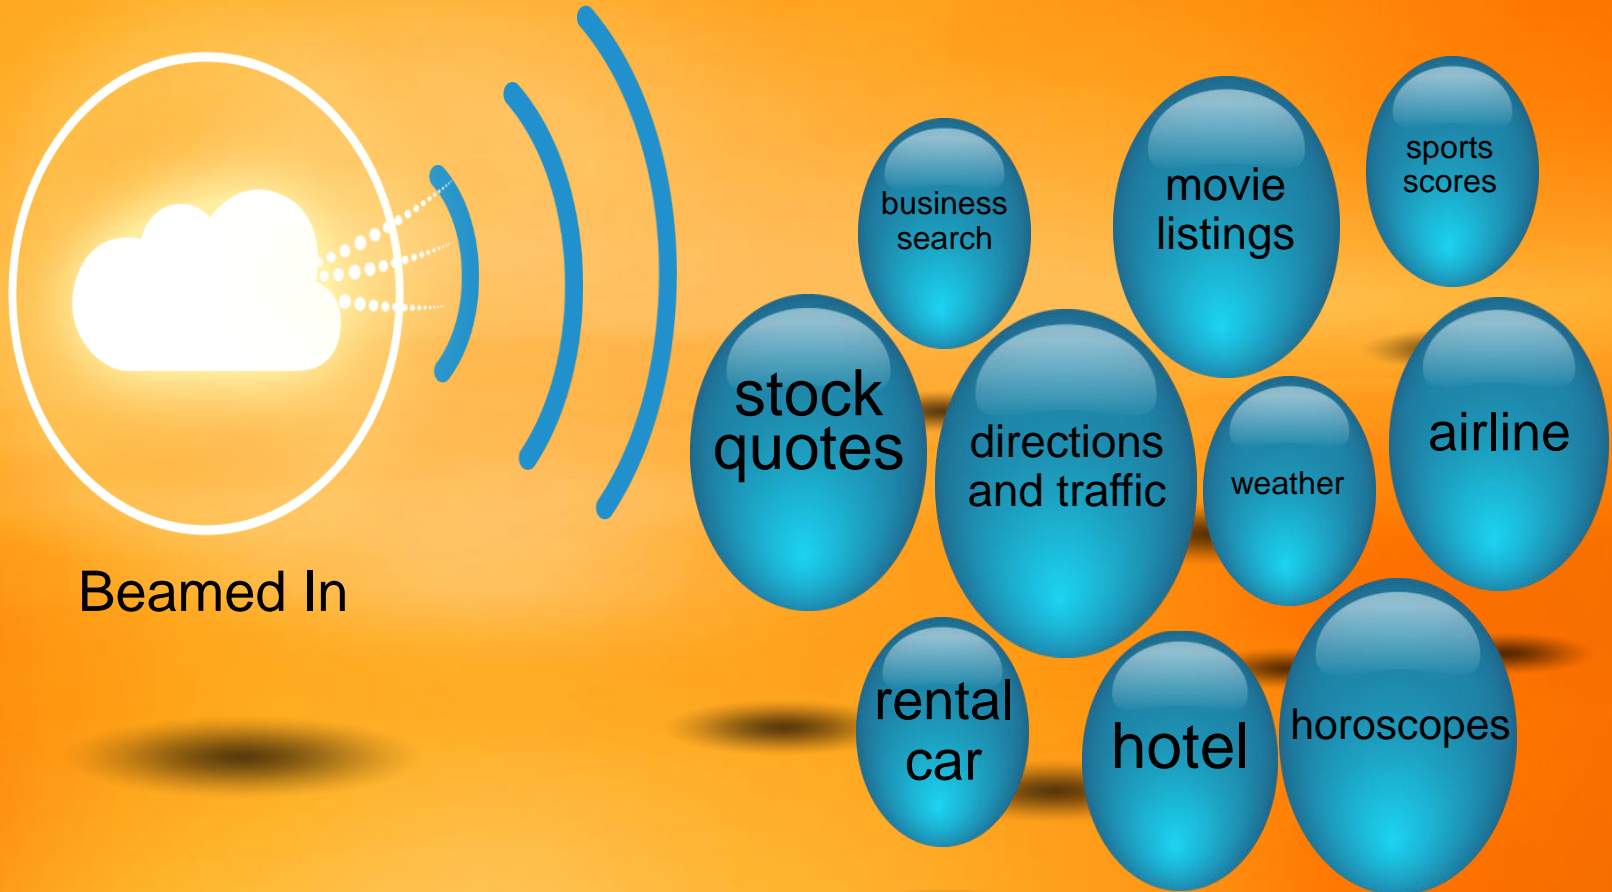 Beamed In
business
search
movie
listings
sports
scores
stock
quotes
directions
and traffic
weather
airline
rental
car
hotel
horoscopes